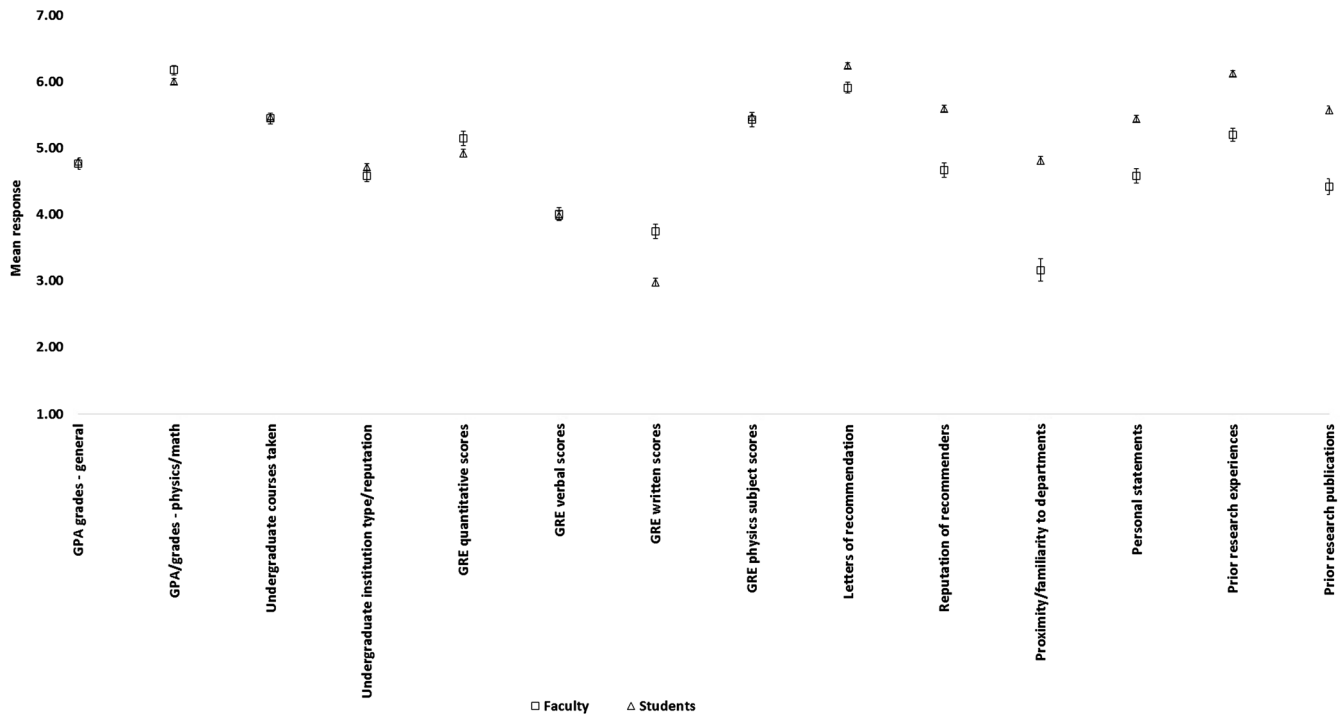 7.00
6.00
5.00
4.00
3.00
2.00
1.00
Mean response
GPA grades - general
GPA/grades - physics/math
Undergraduate courses taken
Undergraduate institution type/reputation
GRE quantitative scores
GRE verbal scores
GRE written scores
GRE physics subject scores
Letters of recommendation
Reputation of recommenders
Proximity/familiarity to departments
Personal statements
Prior research experiences
Prior research publications
Faculty
Students